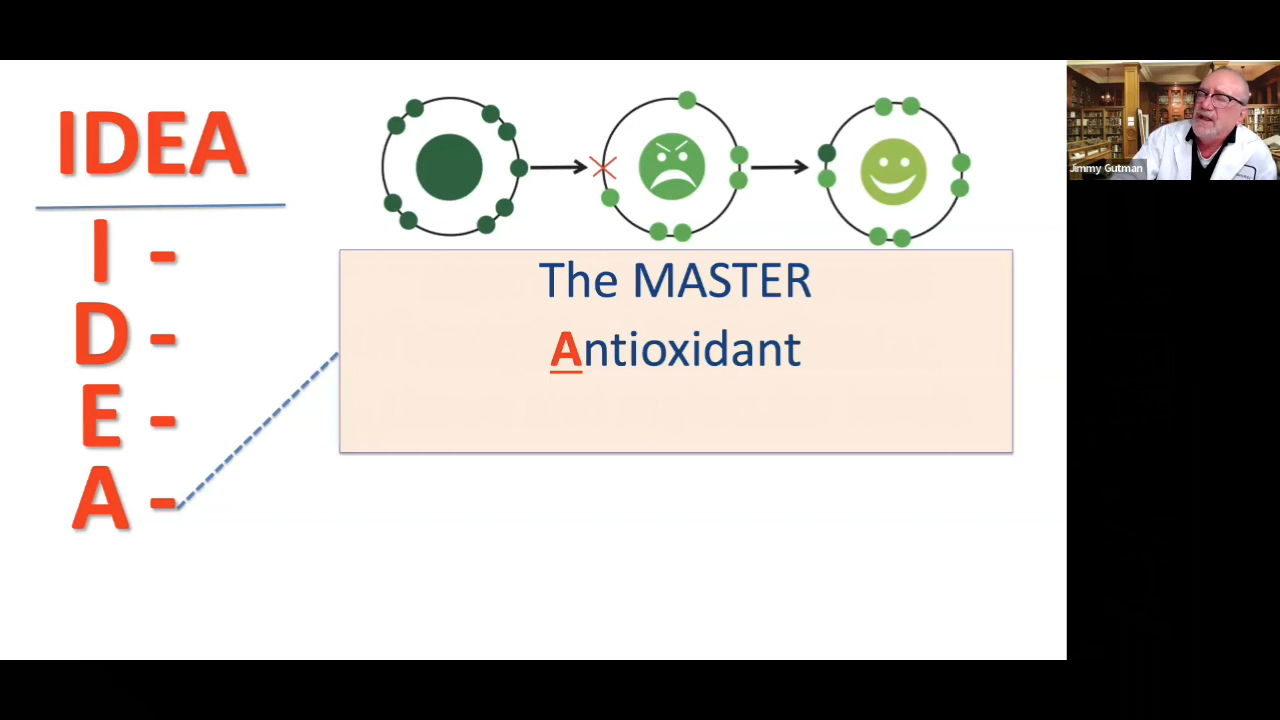 IDEA
I -
D -
E -
A -
The MASTER
Antioxidant
Jimmy Gutman